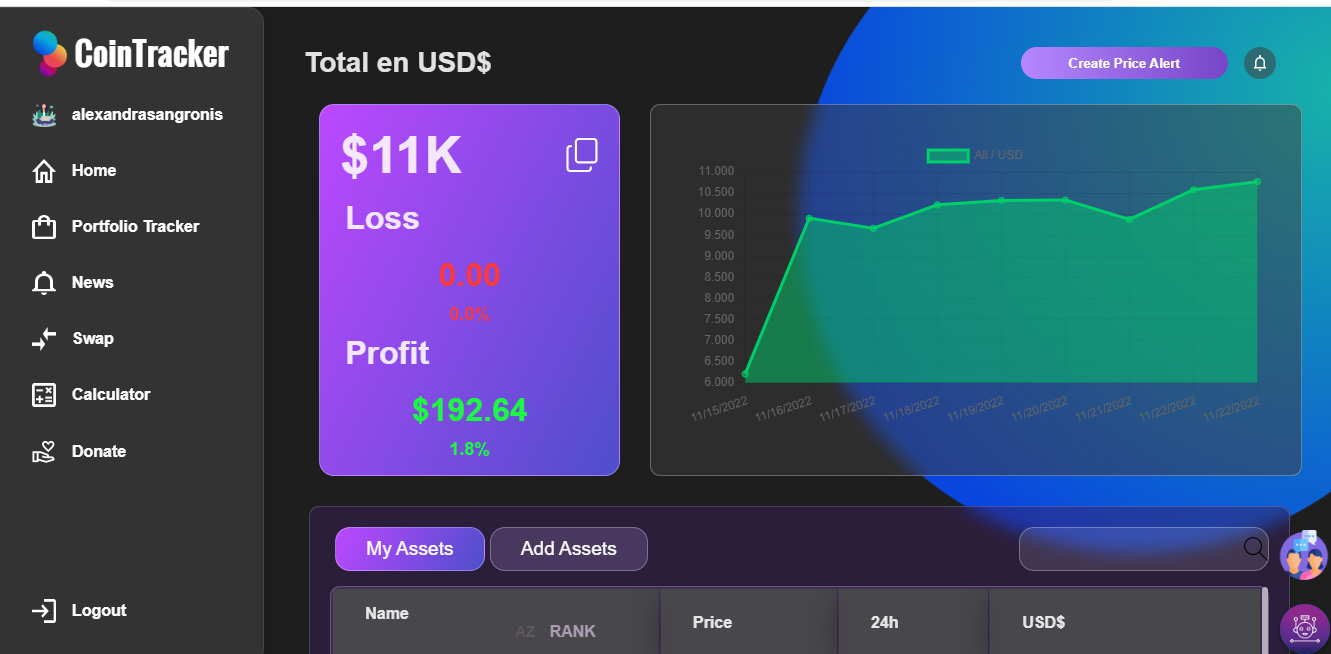 CoinTracker
alexandrasangronis
Home
Portfolio Tracker
News
Swap
Calculator
Donate
Logout
Total en USD$
Create Price Alert
$11K
Loss
0.00
0.0%
Profit
$192.64
1.8%
All / USD
11.000
10.500
10.000
9.500
9.000
8.500
8.000
7.500
7.000
6.500
6.000
11/15/2022
11/16/2022
11/17/2022
11/18/2022
11/19/2022
11/20/2022
11/21/2022
11/22/2022
11/22/2022
My Assets
Add Assets
Name
AZ RANK
Price
24h
USD$